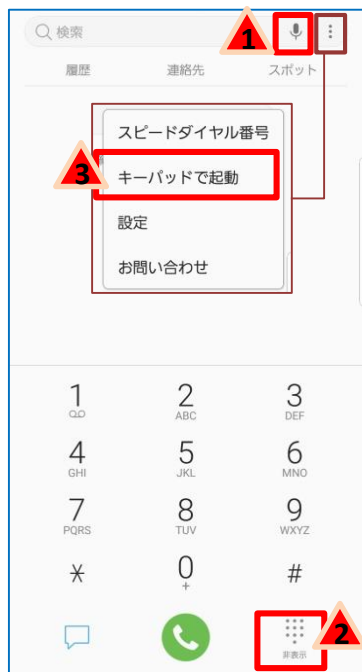 検索
1
履歴 連絡先 スポット
スピードダイヤル番号
3
キーパッドで起動
設定
お問い合わせ
1 2 3
ABC DEF
4 5 6
GHI JKL MNO
7 8 9
PQRS TUV WXYZ
* 0 #
+
2
非表示